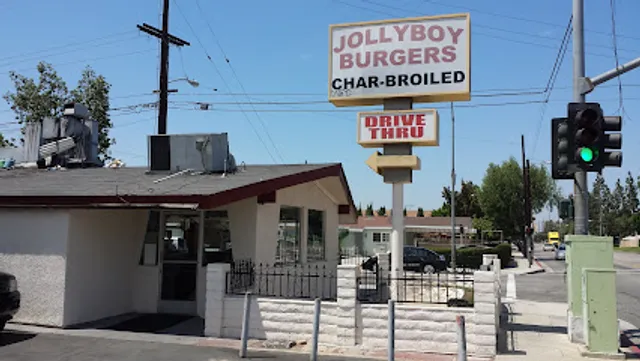 JOLLYBOY
BURGERS
CHAR-BROILED
DRIVE
THRU